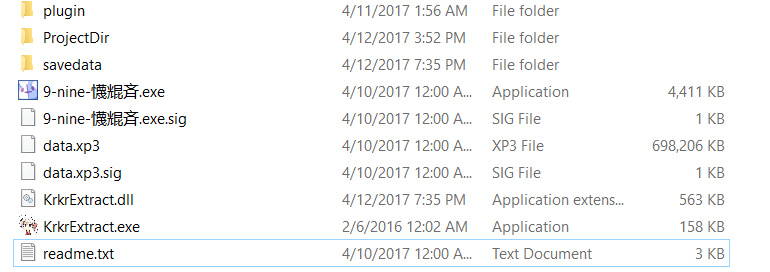 plugin 4/11/2017 1:56 AM File folder
ProjectDir 4/12/2017 3:52 PM File folder
savedata 4/12/2017 7:35 PM File folder
9-nine-懱尡斉.exe 4/10/2017 12:00 A... Application 4,411 KB
9-nine-懱尡斉.exe.sig 4/10/2017 12:00 A... SIG File 1 KB
data.xp3 4/10/2017 12:00 A... XP3 File 698,206 KB
data.xp3.sig 4/10/2017 12:00 A... SIG File 1 KB
KrkrExtract.dll 4/12/2017 7:35 PM Application extens... 563 KB
KrkrExtract.exe 2/6/2016 12:02 AM Application 158 KB
readme.txt 4/10/2017 12:00 A... Text Document 3 KB